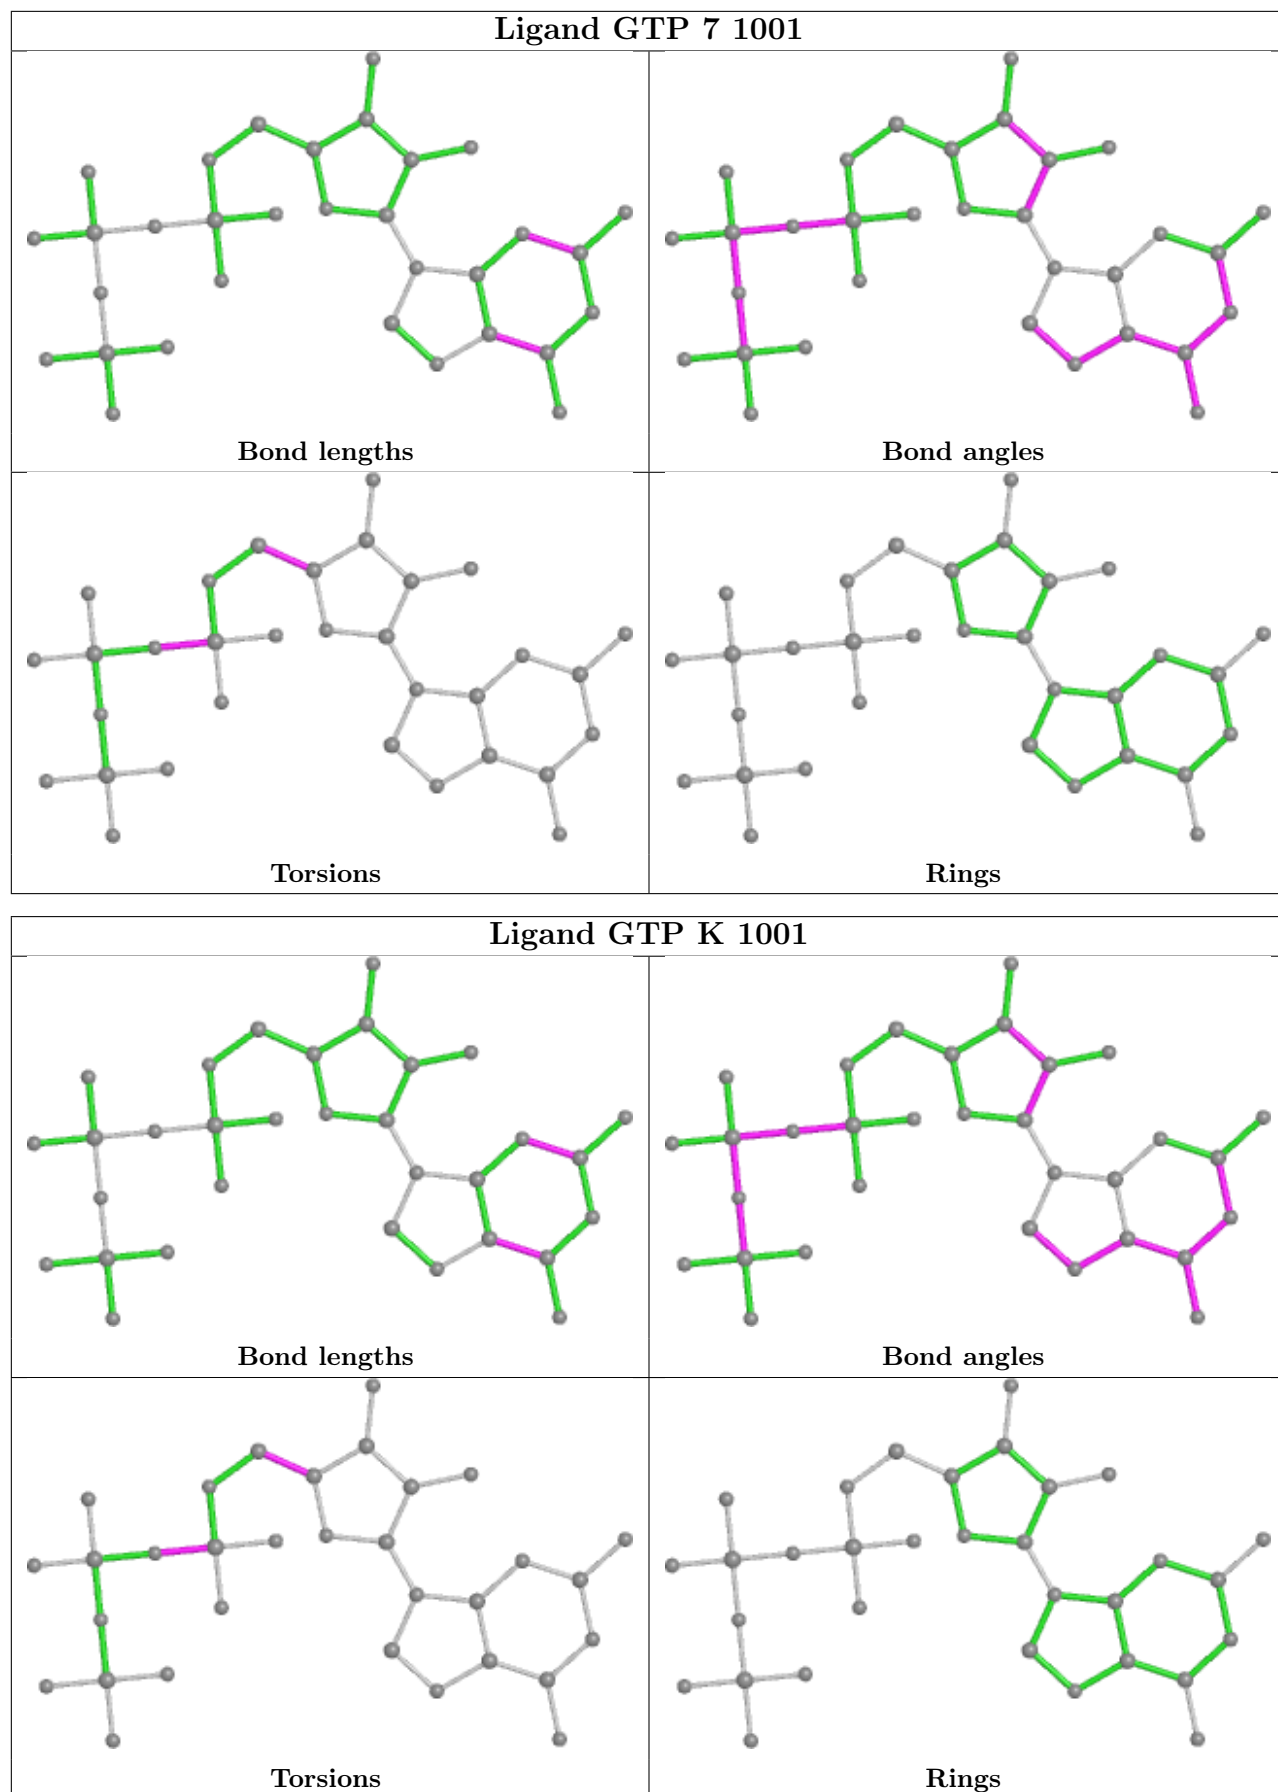 Ligand GTP 7 1001
Bond lengths
Bond angles
Torsions
Rings
Ligand GTP K 1001
Bond lengths
Bond angles
Torsions
Rings